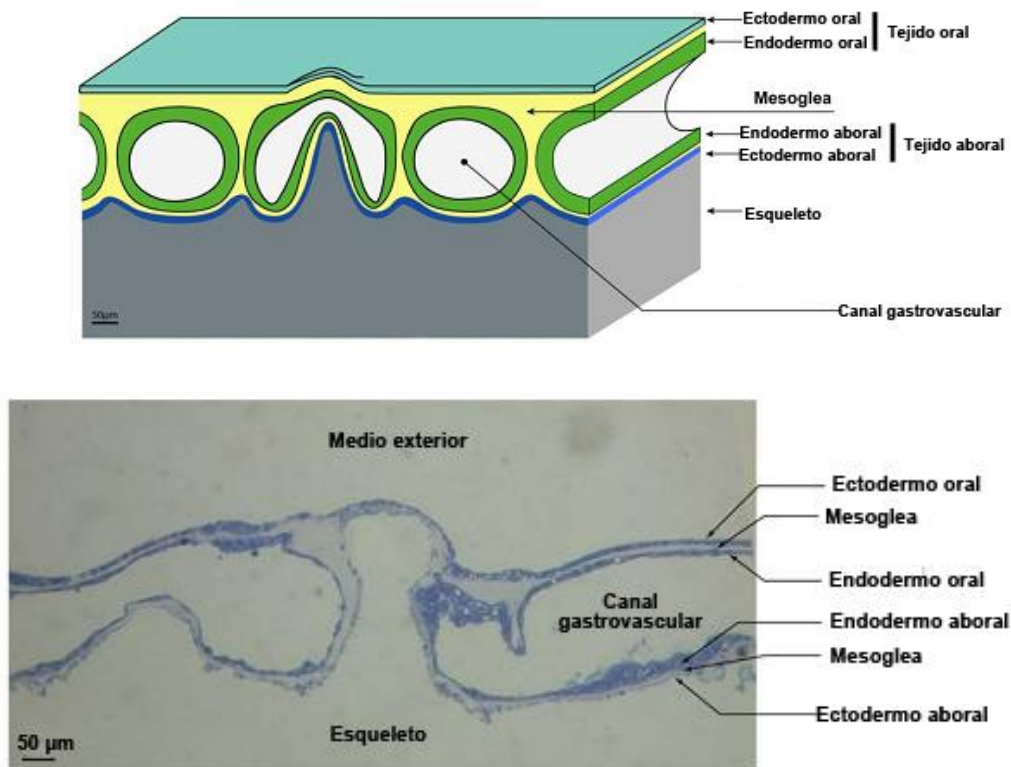 Ectodermo oral
Endodermo oral
Tejido oral
Mesoglea
Endodermo aboral
Ectodermo aboral
Tejido aboral
Esqueleto
Canal gastrovascular
50µm
Medio exterior
Ectodermo oral
Mesoglea
Endodermo oral
Canal
gastrovascular
Endodermo aboral
Mesoglea
Ectodermo aboral
Esqueleto
50 µm